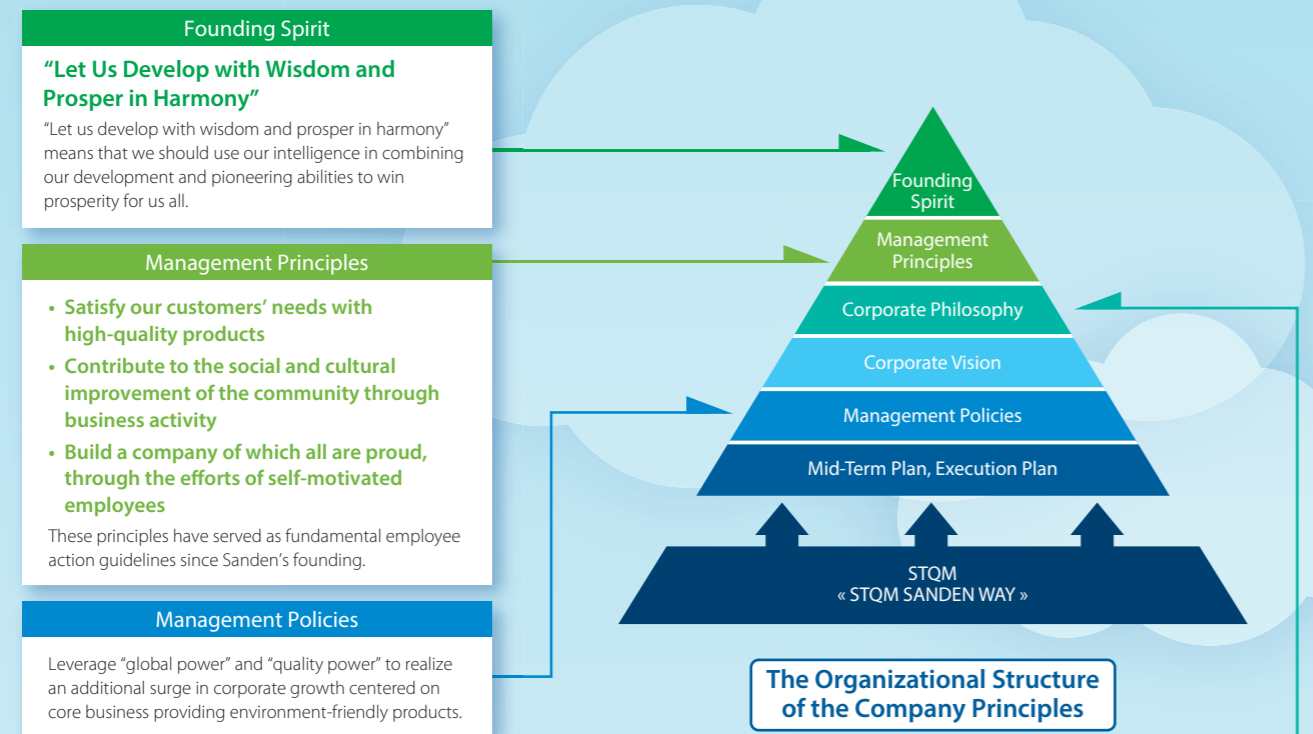 Founding Spirit
“Let Us Develop with Wisdom and
Prosper in Harmony”
“Let us develop with wisdom and prosper in harmony”
means that we should use our intelligence in combining
our development and pioneering abilities to win
prosperity for us all.
Management Principles
• Satisfy our customers’ needs with
high-quality products
• Contribute to the social and cultural
improvement of the community through
business activity
• Build a company of which all are proud,
through the efforts of self-motivated
employees
These principles have served as fundamental employee
action guidelines since Sanden’s founding.
Management Policies
Leverage “global power” and “quality power” to realize
an additional surge in corporate growth centered on
core business providing environment-friendly products.
Founding
Spirit
Management
Principles
Corporate Philosophy
Corporate Vision
Management Policies
Mid-Term Plan, Execution Plan
STQM
« STQM SANDEN WAY »
The Organizational Structure
of the Company Principles